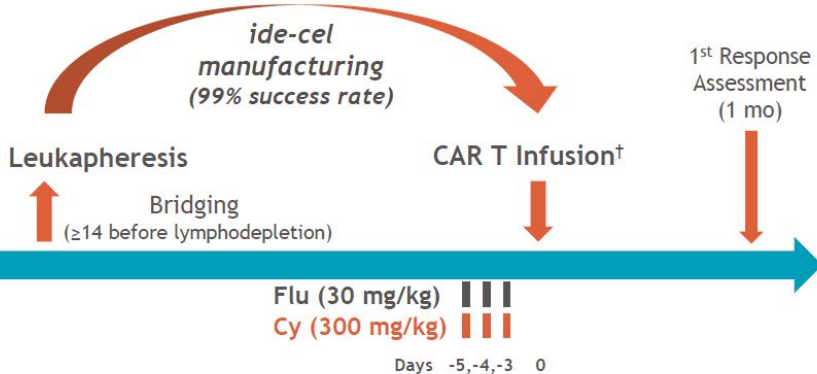 ide-cel
manufacturing
(99% success rate)
1st Response
Assessment
(1 mo)
Leukapheresis
CAR T Infusion†
Bridging
(≥14 before lymphodepletion)
Flu (30 mg/kg)
Cy (300 mg/kg)
Days -5,-4,-3 0